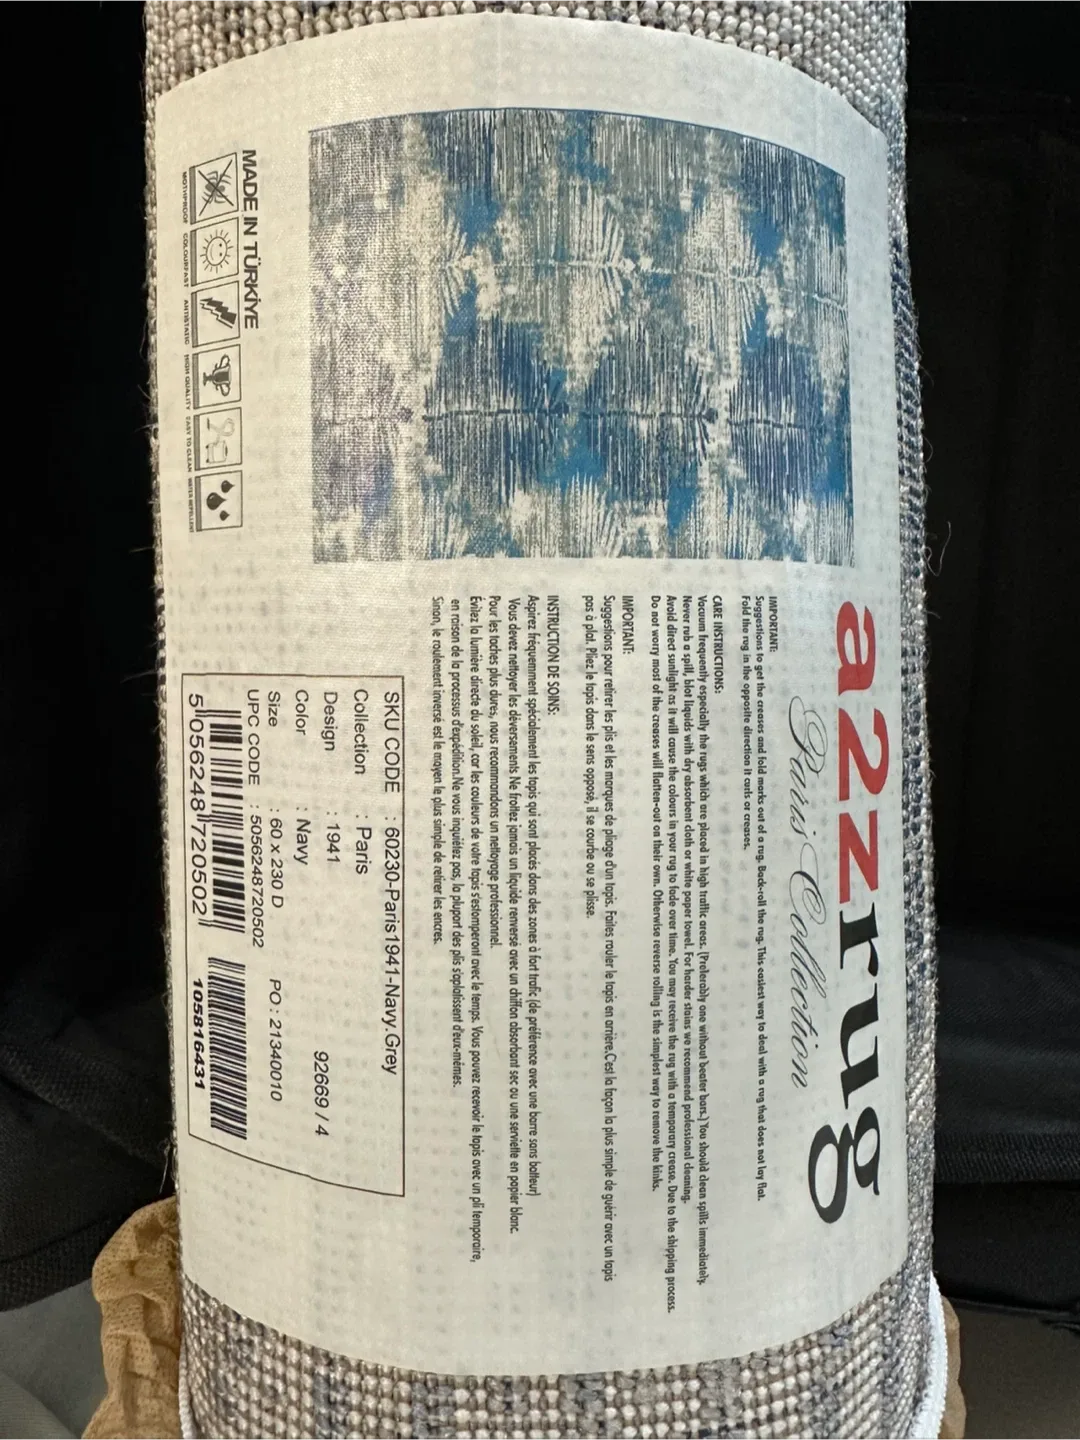 a2zrug
Paris Collection
IMPORTANT:
Suggestions to get the creases and fold marks out of a rug. Back-roll the rug. This easiest way to deal with a rug that does not lay flat.
Fold the rug in the opposite direction it curls or creases.
CARE INSTRUCTIONS:
Vacuum frequently especially the rugs which are placed in high traffic areas. (Preferably one without beater bars.) You should clean spills immediately.
Never rub a spill, blot liquids with dry absorbent cloth or white paper towel. For harder stains we recommend professional cleaning.
Avoid direct sunlight as it will cause the colours in your rug to fade over time. You may receive the rug with a temporary crease. Due to the shipping process.
Do not worry most of the creases will flatten-out on their own. Otherwise reverse rolling is the simplest way to remove the kinks.
IMPORTANT:
Suggestions pour retirer les plis et les marques de pliage d'un tapis. Faites rouler le tapis en arrière.C'est la façon la plus simple de guérir avec un tapis
pas à plat. Pliez le tapis dans le sens opposé, il se courbe ou se plisse.
INSTRUCTION DE SOINS:
Aspirez fréquemment spécialement les tapis qui sont placés dans des zones à fort trafic (de préférence avec une barre sans batteur)
Vous devez nettoyer les déversements Ne frottez jamais un liquide renversé avec un chiffon absorbant sec ou une serviette en papier blanc.
Pour les taches plus dures, nous recommandons un nettoyage professionnel.
Évitez la lumière directe du soleil, car les couleurs de votre tapis s'estomperont avec le temps. Vous pouvez recevoir le tapis avec un pli temporaire,
en raison de la processus d'expédition.Ne vous inquiétez pas, la plupart des plis s'aplatissent d'eux-mêmes.
Sinon, le roulement inversé est le moyen le plus simple de retirer les encres.
MADE IN TÜRKİYE
MOTHPROOF COLOURFAST ANTISTATIC HIGH QUALITY EASY TO CLEAN WATER REPELLENT
SKU CODE : 60230-Paris1941-Navy.Grey
Collection : Paris
Design : 1941
Color : Navy 92669 / 4
Size : 60 x 230 D PO : 21340010
UPC CODE : 5056248720502
5 056248 720502 105816431